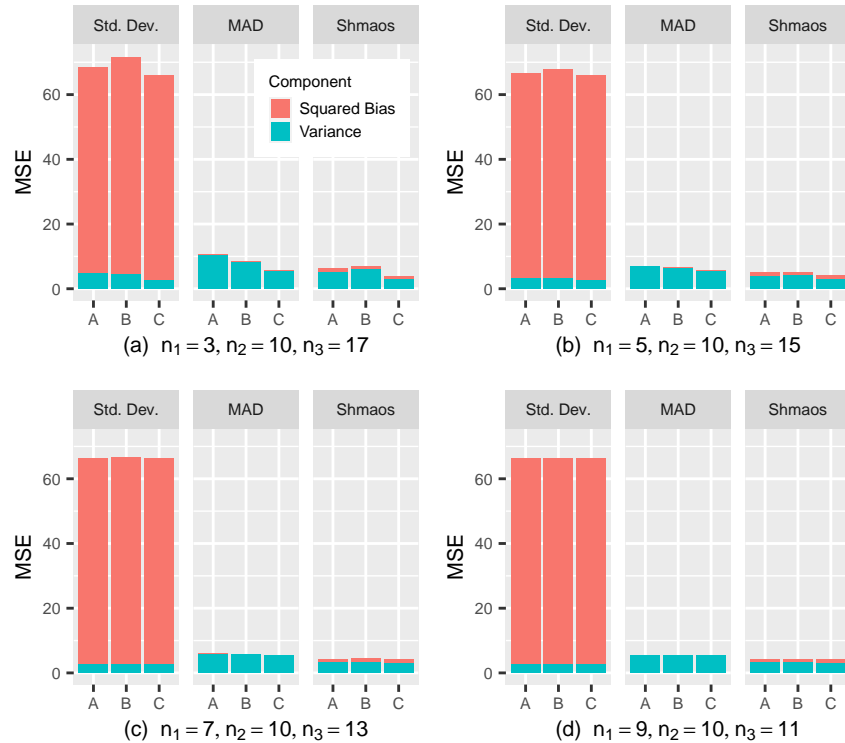 Std. Dev.
MAD
Shmaos
MSE
60
40
20
0
Component
Squared Bias
Variance
A
B
C
A
B
C
A
B
C
(a) n₁ = 3, n₂ = 10, n₃ = 17
Std. Dev.
MAD
Shmaos
MSE
60
40
20
0
A
B
C
A
B
C
A
B
C
(b) n₁ = 5, n₂ = 10, n₃ = 15
Std. Dev.
MAD
Shmaos
MSE
60
40
20
0
A
B
C
A
B
C
A
B
C
(c) n₁ = 7, n₂ = 10, n₃ = 13
Std. Dev.
MAD
Shmaos
MSE
60
40
20
0
A
B
C
A
B
C
A
B
C
(d) n₁ = 9, n₂ = 10, n₃ = 11